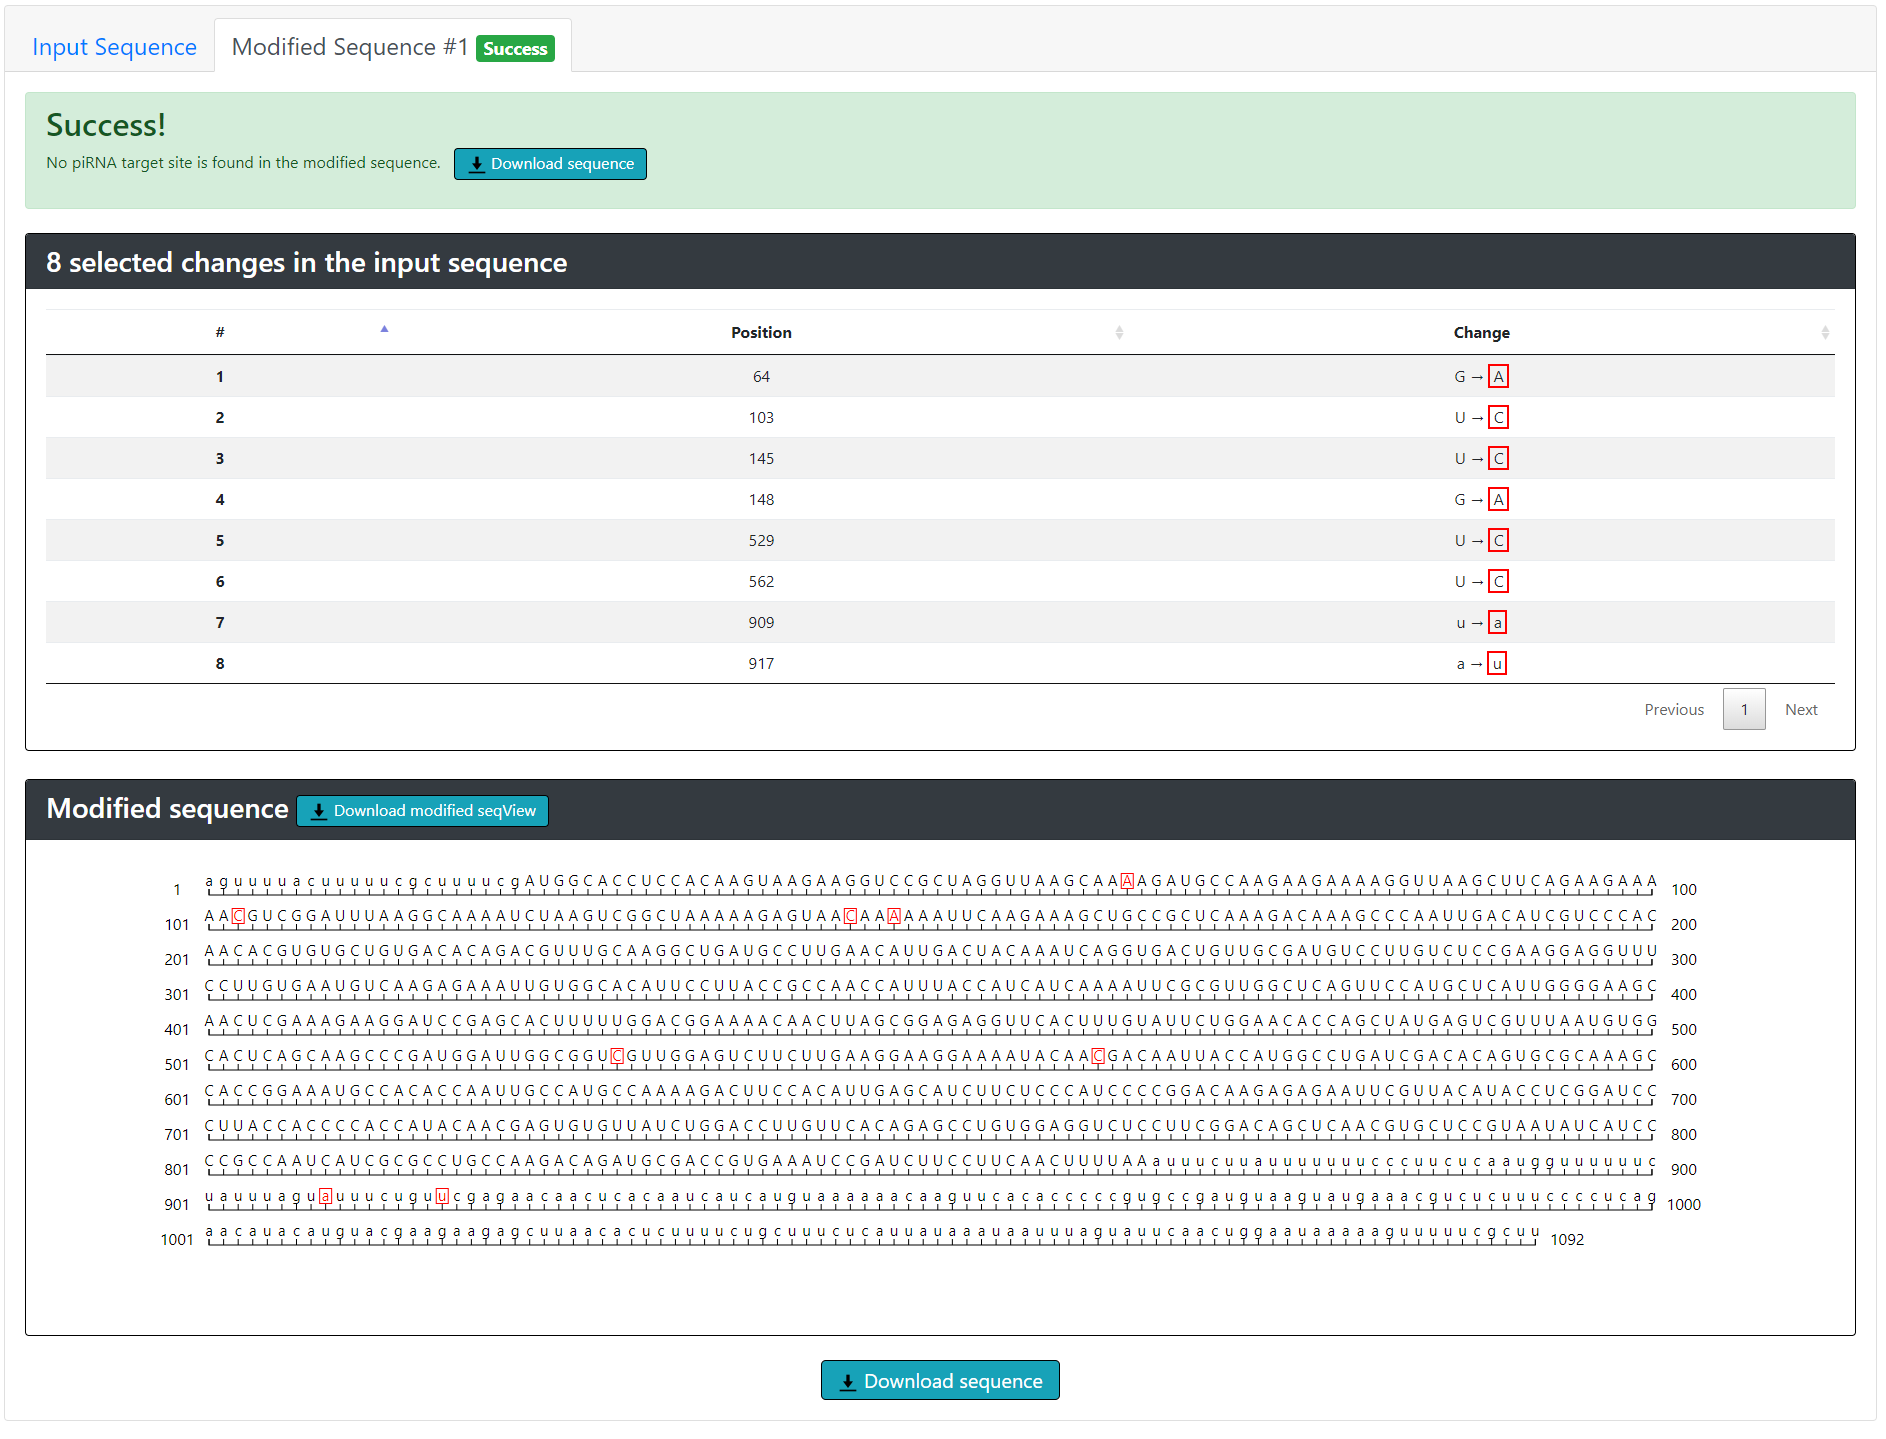 Input Sequence
Modified Sequence #1 Success
Success!
No piRNA target site is found in the modified sequence. Download sequence
8 selected changes in the input sequence
# Position Change
1 64 G → A
2 103 U → C
3 145 U → C
4 148 G → A
5 529 U → C
6 562 U → C
7 909 u → a
8 917 a → u
Previous 1 Next
Modified sequence Download modified seqView
1 aguuuuacuuuuucgcuuuucgAUGGCACCUCCACAAGUAAGAAGGUCCGCUAGGUUAAGCAAAAGAUGCCAAGAAGAAAAGGUUAAGCUUCAGAAGAAA 100
101 AACGUCGGAUUUAAGGCAAAAUCUAAGUCGGCUAAAAAGAGUAACAAAAAAUUCAAGAAAGCUGCCGCUCAAAGACAAAGCCCAAUUGACAUCGUCCCAC 200
201 AACACGUGUGCUGUGACACAGACGUUUGCAAGGCUGAUGCCUUGAACAUUGACUACAAAUCAGGUGACUGUUGCGAUGUCCUUGUCUCCGAAGGAGGUUU 300
301 CCUUGUGAAUGUCAAGAGAAAUUGUGGCACAUUCCUUACCGCCAACCAUUUACCAUCAUCAAAAUUCGCGUUGGCUCAGUUCCAUGCUCAUUGGGGAAGC 400
401 AACUCGAAAGAAGGAUCCGAGCACUUUUUGGACGGAAAACAACUUAGCGGAGAGGUUCACUUUGUAUUCUGGAACACCAGCUAUGAGUCGUUUAAUGUGG 500
501 CACUCAGCAAGCCCGAUGGAUUGGCGGUCGUUGGAGUCUUCUUGAAGGAAGGAAAAUACAACGACAAUUACCAUGGCCUGAUCGACACAGUGCGCAAAGC 600
601 CACCGGAAAUGCCACACCAAUUGCCAUGCCAAAAGACUUCCACAUUGAGCAUCUUCUCCCAUCCCCGGACAAGAGAGAAUUCGUUACAUACCUCGGAUCC 700
701 CUUACCACCCCACCAUACAACGAGUGUGUUAUCUGGACCUUGUUCACAGAGCCUGUGGAGGUCUCCUUCGGACAGCUCAACGUGCUCCGUAAUAUCAUCC 800
801 CCGCCAAUCAUCGCGCCUGCCAAGACAGAUGCGACCGUGAAAUCCGAUCUUCCUUCAACUUUUAAauuucuuauuuuuuuucccuucucaaugguuuuuuc 900
901 uauuuaguauuucuguucgagaacaacucacaaucaucauguaaaaaacaaguucacacccccgugccgauguaaguaugaaacgucucuuuccccucag 1000
1001 aacauacauguacgaagaagagcuuaacacucuuuucugcuuucucauuauaaauaauuuaguauucaacuggaauaaaaaguuuuucgcuu 1092
Download sequence